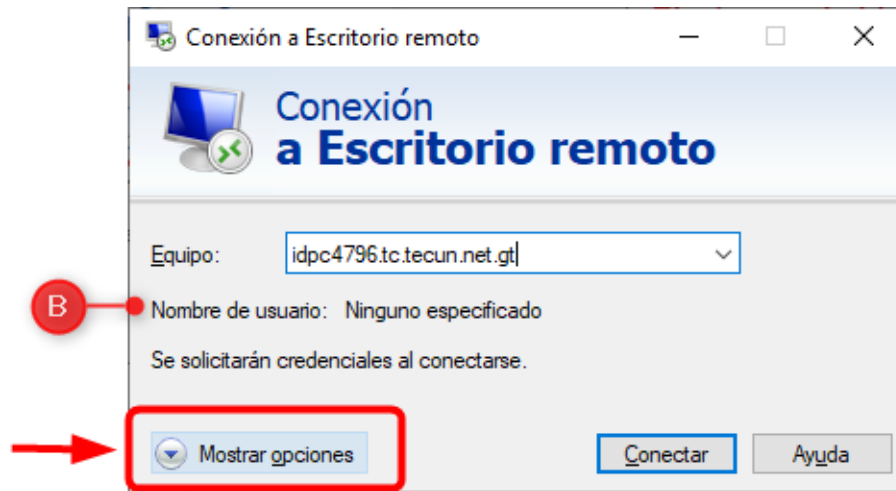 Conexión a Escritorio remoto
Conexión
a Escritorio remoto
Equipo: idpc4796.tc.tecun.net.gt
B
Nombre de usuario: Ninguno especificado
Se solicitarán credenciales al conectarse.
Mostrar opciones Conectar Ayuda